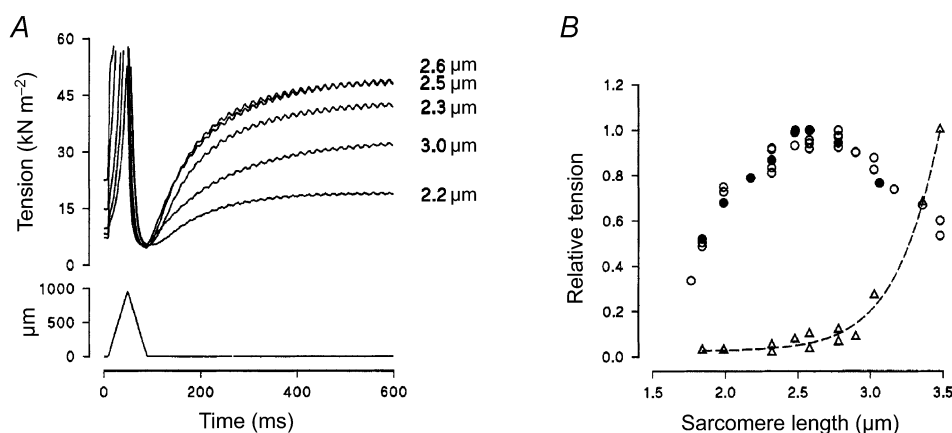 A
Tension (kN m⁻²)
60
45
30
15
0
2.6 µm
2.5 µm
2.3 µm
3.0 µm
2.2 µm
µm
1000
500
0
0 200 400 600
Time (ms)
B
Relative tension
1.2
1.0
0.8
0.6
0.4
0.2
0.0
1.5 2.0 2.5 3.0 3.5
Sarcomere length (µm)